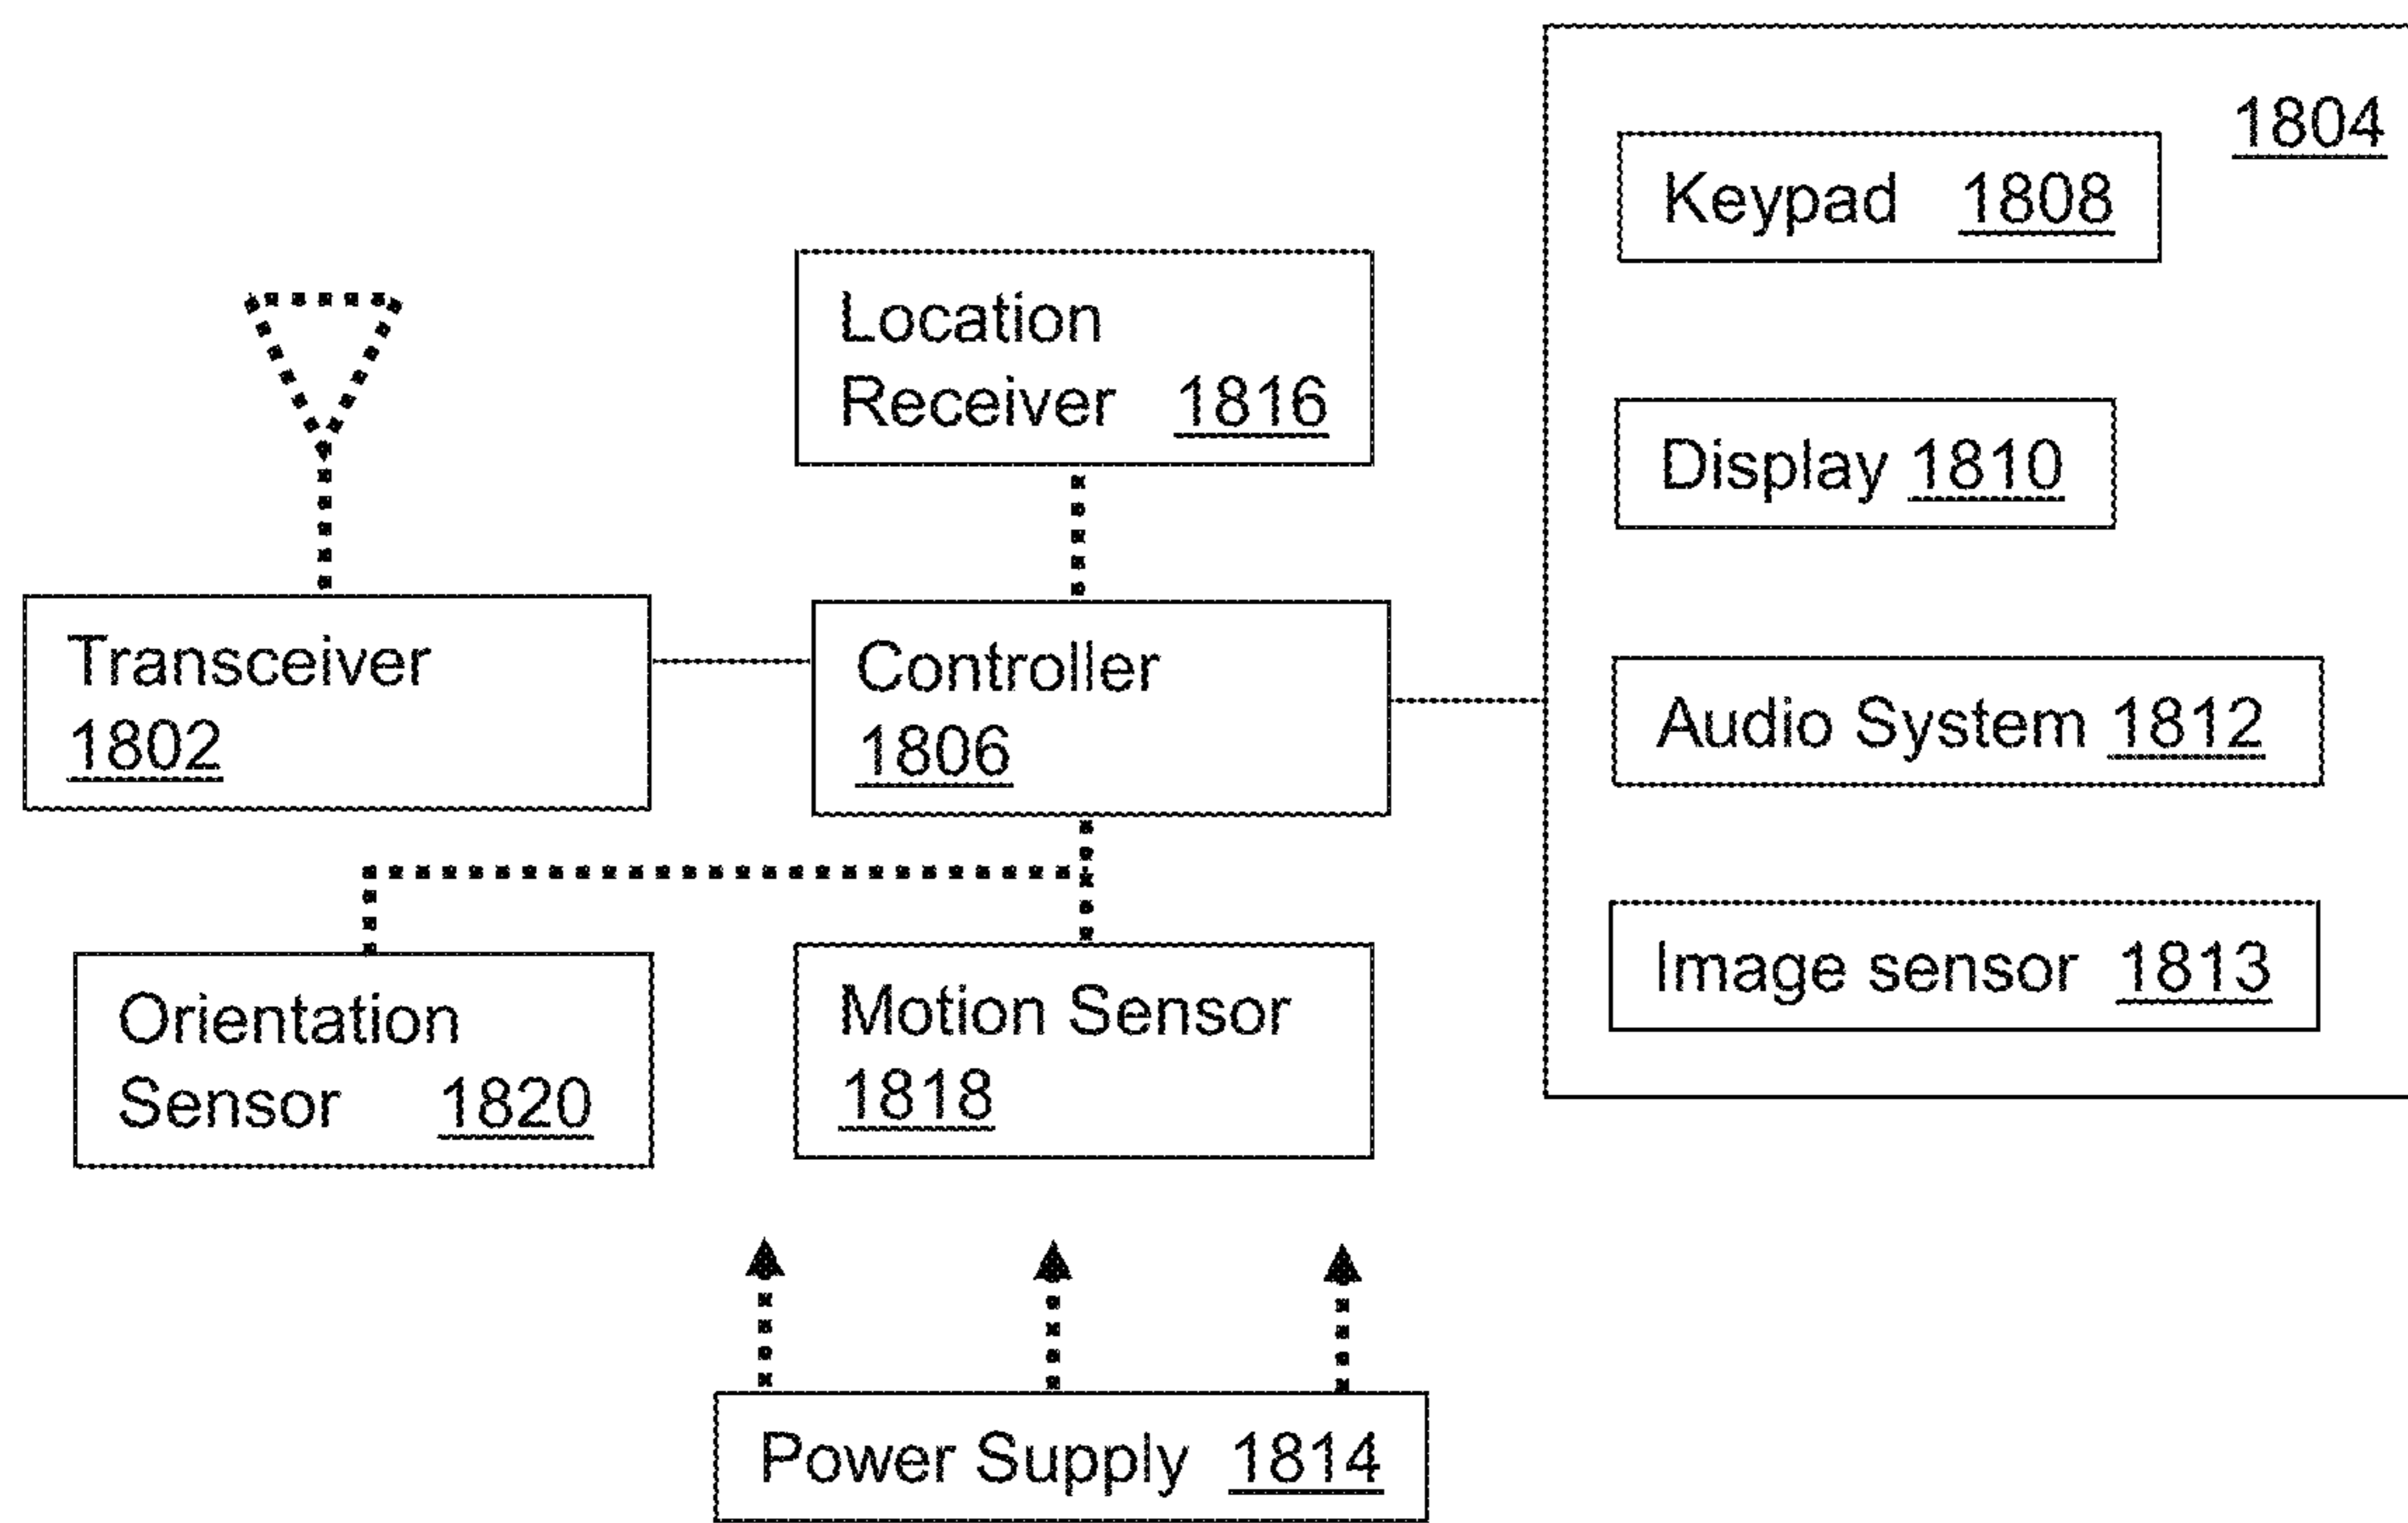 1804
Keypad 1808
Location
Receiver 1816
Display 1810
Transceiver
1802
Controller
1806
Audio System 1812
Image sensor 1813
Orientation
Sensor 1820
Motion Sensor
1818
Power Supply 1814